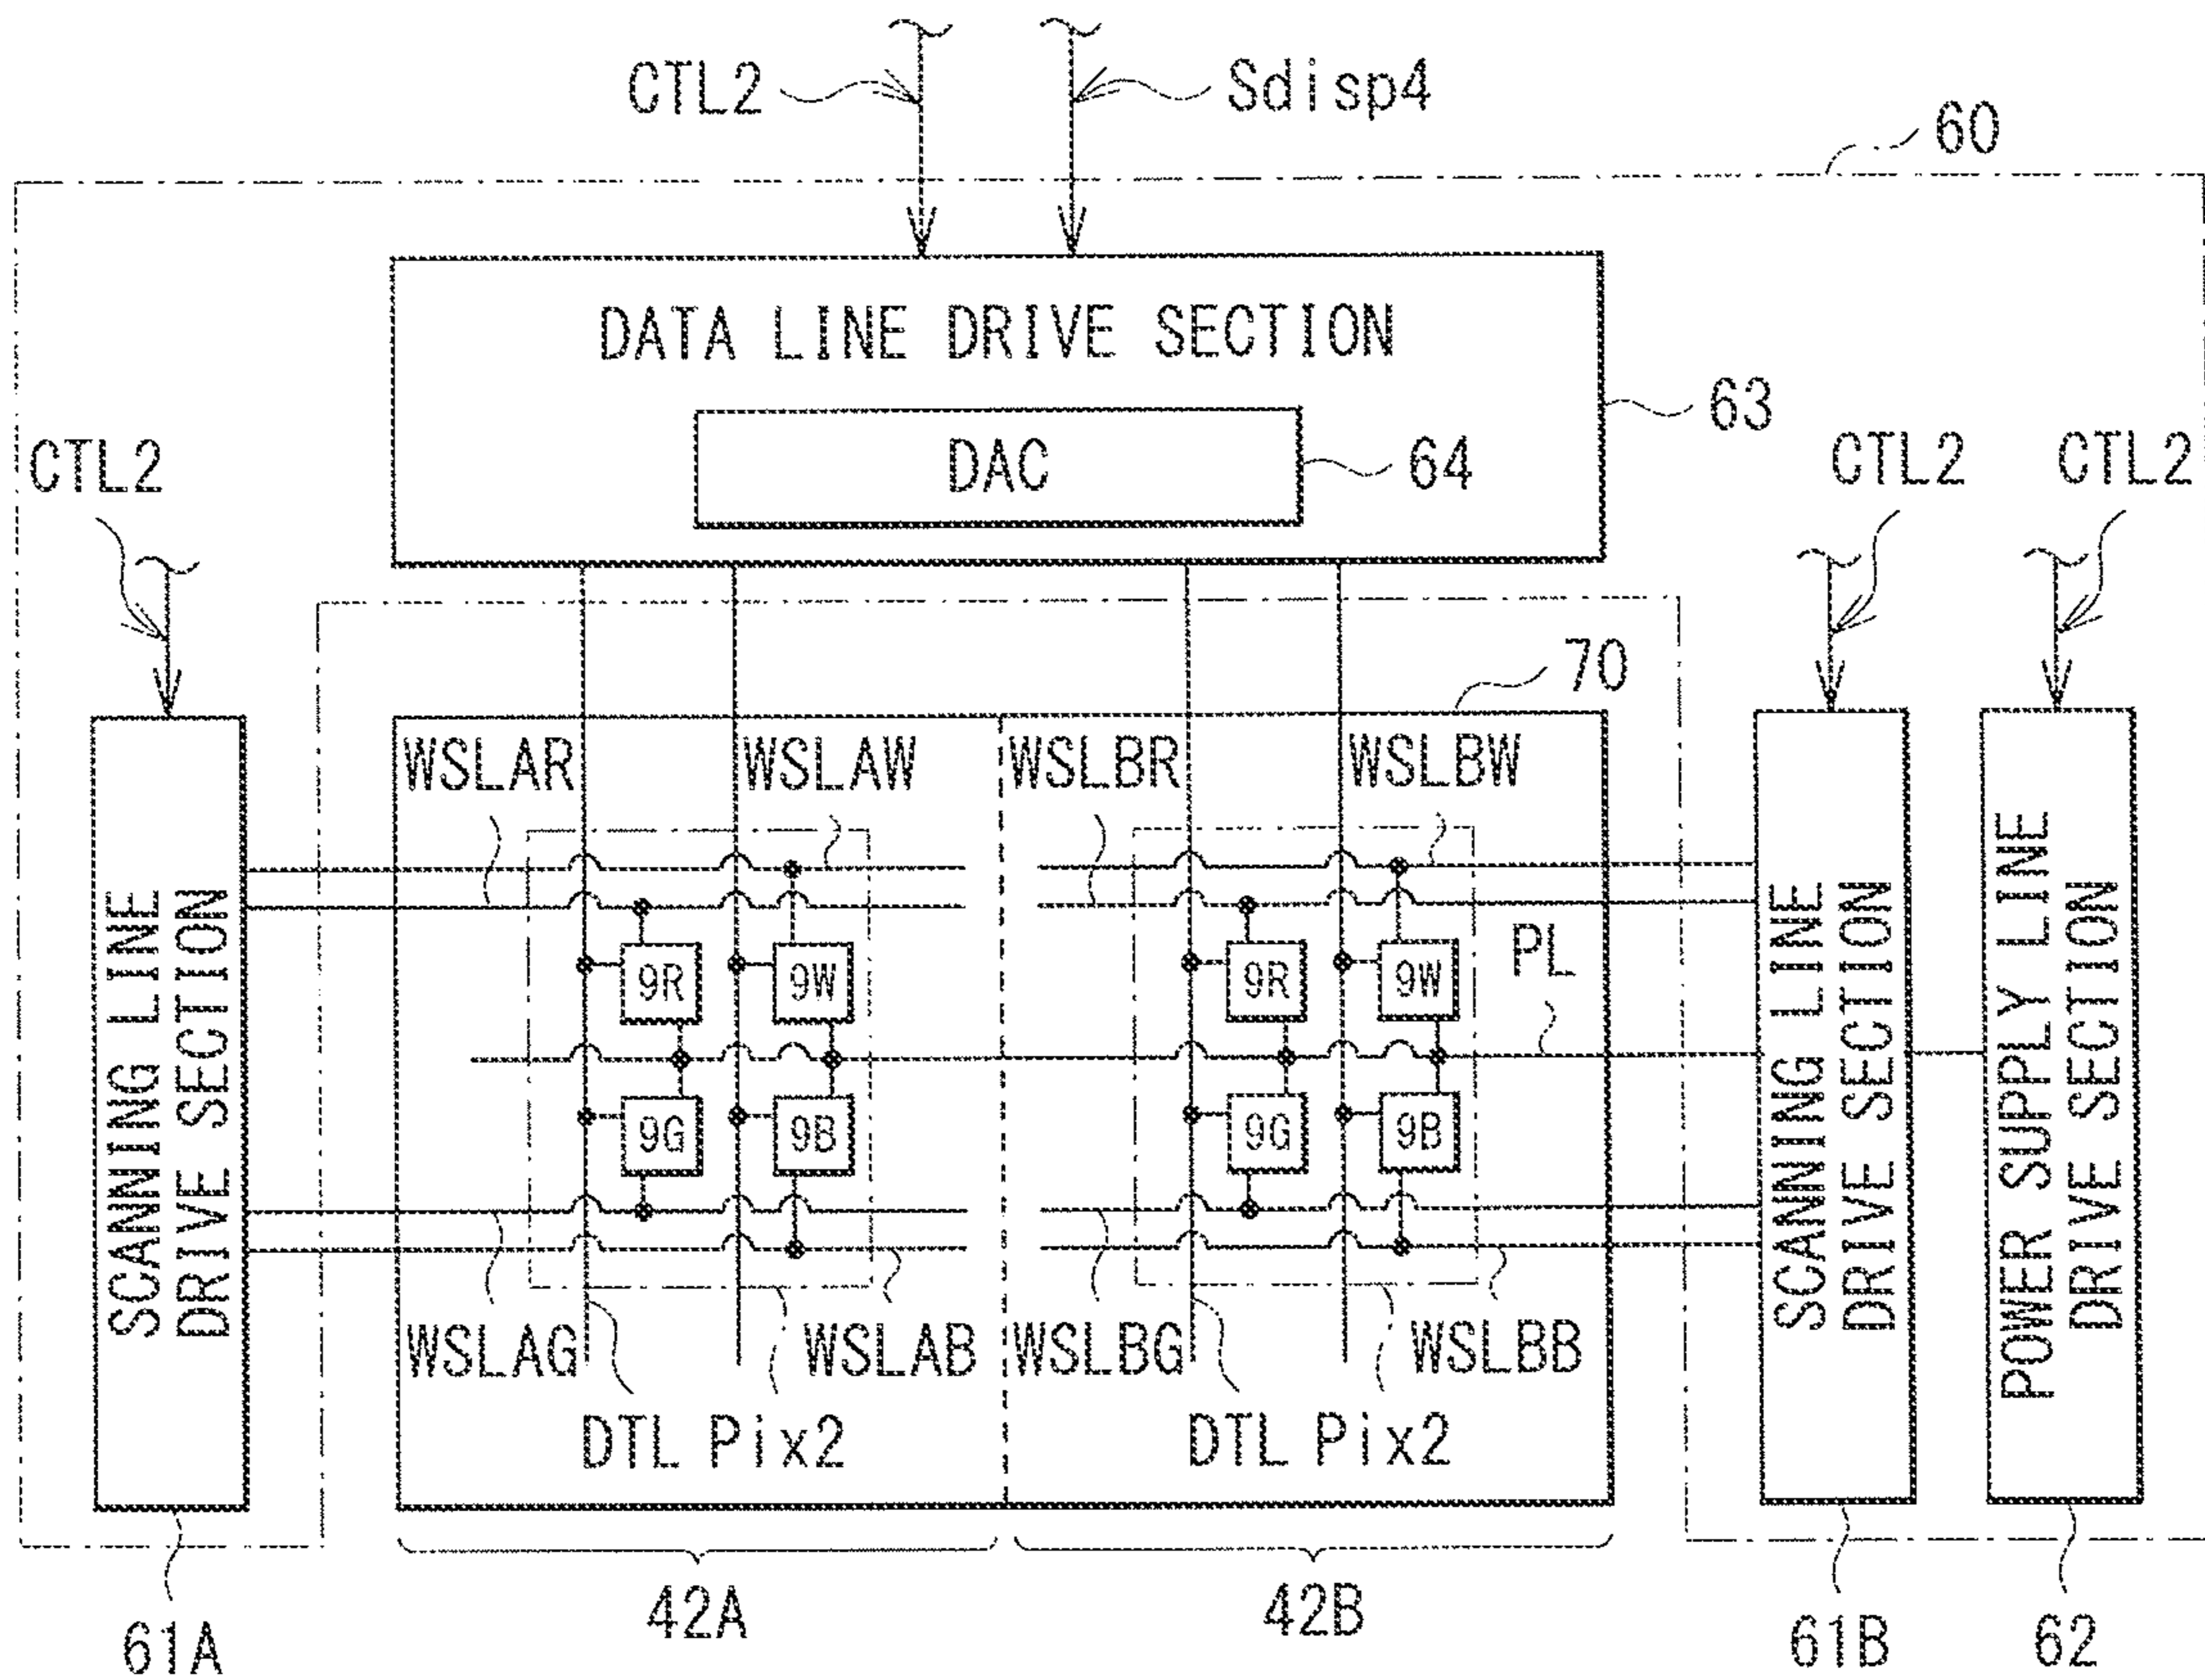 CTL2
Sdisp4
60
DATA LINE DRIVE SECTION
63
DAC
64
CTL2
CTL2
CTL2
70
WSLAR
WSLAW
WSLBR
WSLBW
9R
9W
9R
9W
PL
9G
9B
9G
9B
WSLAG
WSLAB
WSLBG
WSLBB
DTL
Pix2
DTL
Pix2
SCANNING LINE
DRIVE SECTION
SCANNING LINE
DRIVE SECTION
POWER SUPPLY LINE
DRIVE SECTION
61A
42A
42B
61B
62